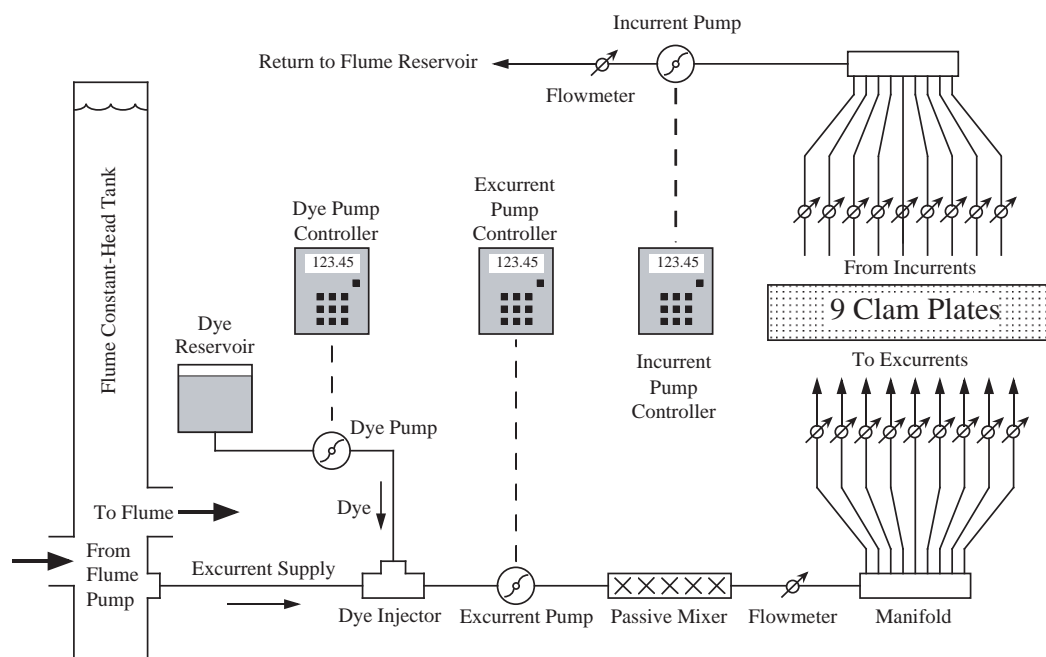 Incurrent Pump
Return to Flume Reservoir
Flowmeter
Flume Constant-Head Tank
Dye Pump
Controller
123.45
Excurrent
Pump
Controller
123.45
123.45
Incurrent
Pump
Controller
From Incurrents
9 Clam Plates
To Excurrents
Dye
Reservoir
Dye Pump
Dye
To Flume
From
Flume
Pump
Excurrent Supply
Dye Injector
Excurrent Pump
Passive Mixer
Flowmeter
Manifold